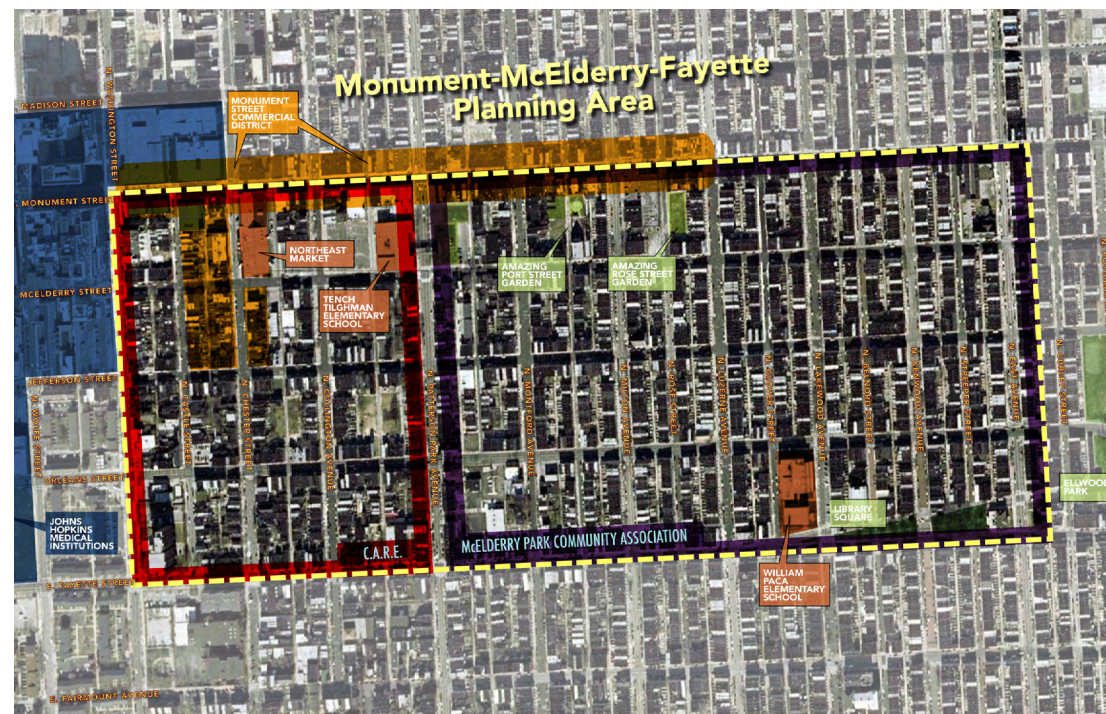 Monument-McElderry-Fayette
Planning Area
MADISON STREET
N. WASHINGTON STREET
MONUMENT
STREET
COMMERCIAL
DISTRICT
E. MONUMENT STREET
NORTHEAST
MARKET
TENCH
TILGHMAN
ELEMENTARY
SCHOOL
AMAZING
PORT STREET
GARDEN
AMAZING
ROSE STREET
GARDEN
MCELDERRY STREET
JEFFERSON STREET
N. WOLFE STREET
N. CASTLE STREET
N. CHESTER STREET
N. COLLINGTON AVENUE
N. PATTERSON PARK AVENUE
N. MONTFORD AVENUE
N. MILTON AVENUE
N. ROSE STREET
N. LUZERNE AVENUE
N. LAKEWOOD AVENUE
N. KENWOOD AVENUE
N. STREEPER STREET
N. EAST AVENUE
ORLEANS STREET
ELLWOOD
PARK
LIBRARY
SQUARE
JOHNS
HOPKINS
MEDICAL
INSTITUTIONS
C.A.R.E.
McELDERRY PARK COMMUNITY ASSOCIATION
WILLIAM
PACA
ELEMENTARY
SCHOOL
E. FAYETTE STREET
E. FAIRMOUNT AVENUE